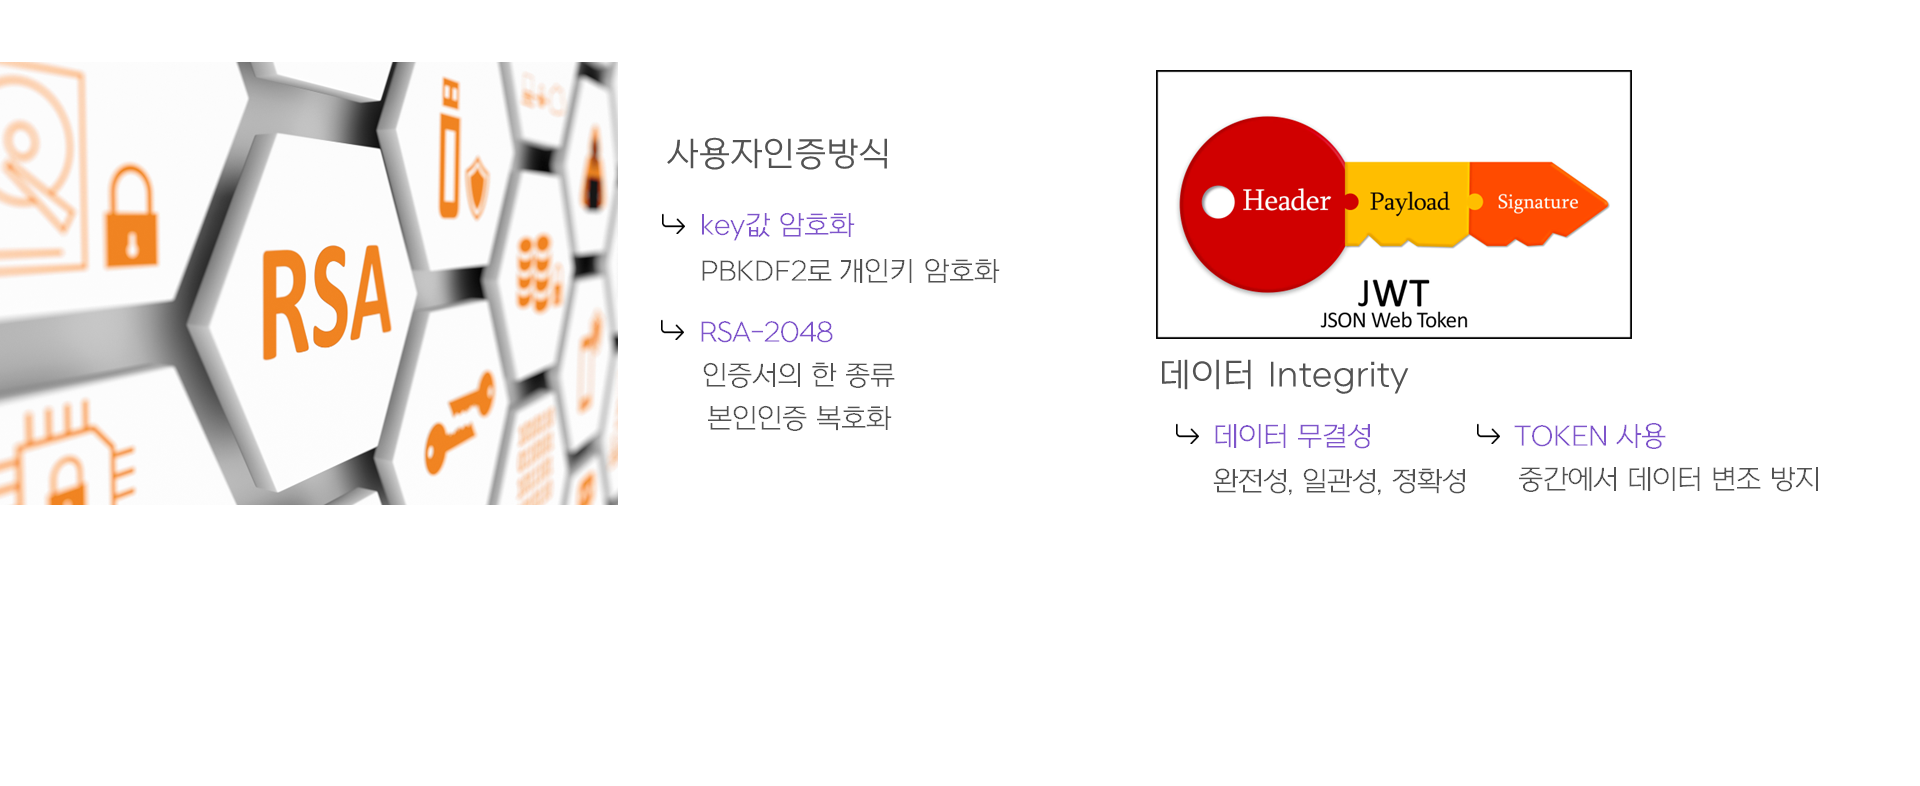 RSA
사용자인증방식
key값 암호화
PBKDF2로 개인키 암호화
RSA-2048
인증서의 한 종류
본인인증 복호화
Header Payload Signature
JWT
JSON Web Token
데이터 Integrity
데이터 무결성
완전성, 일관성, 정확성
TOKEN 사용
중간에서 데이터 변조 방지